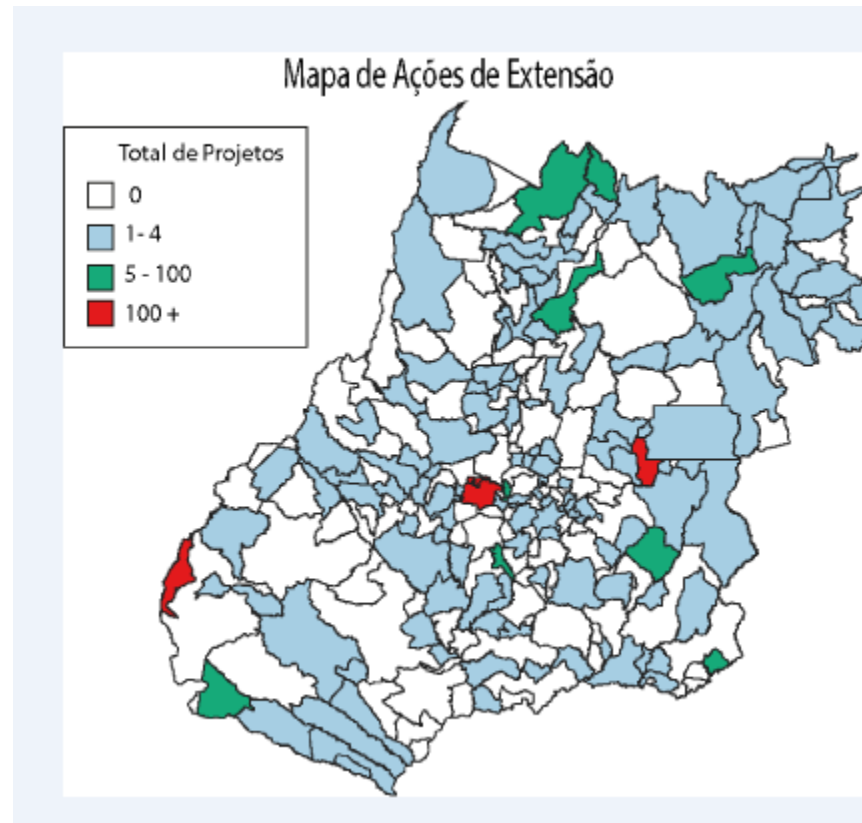 Mapa de Ações de Extensão
Total de Projetos
0
1- 4
5 - 100
100 +